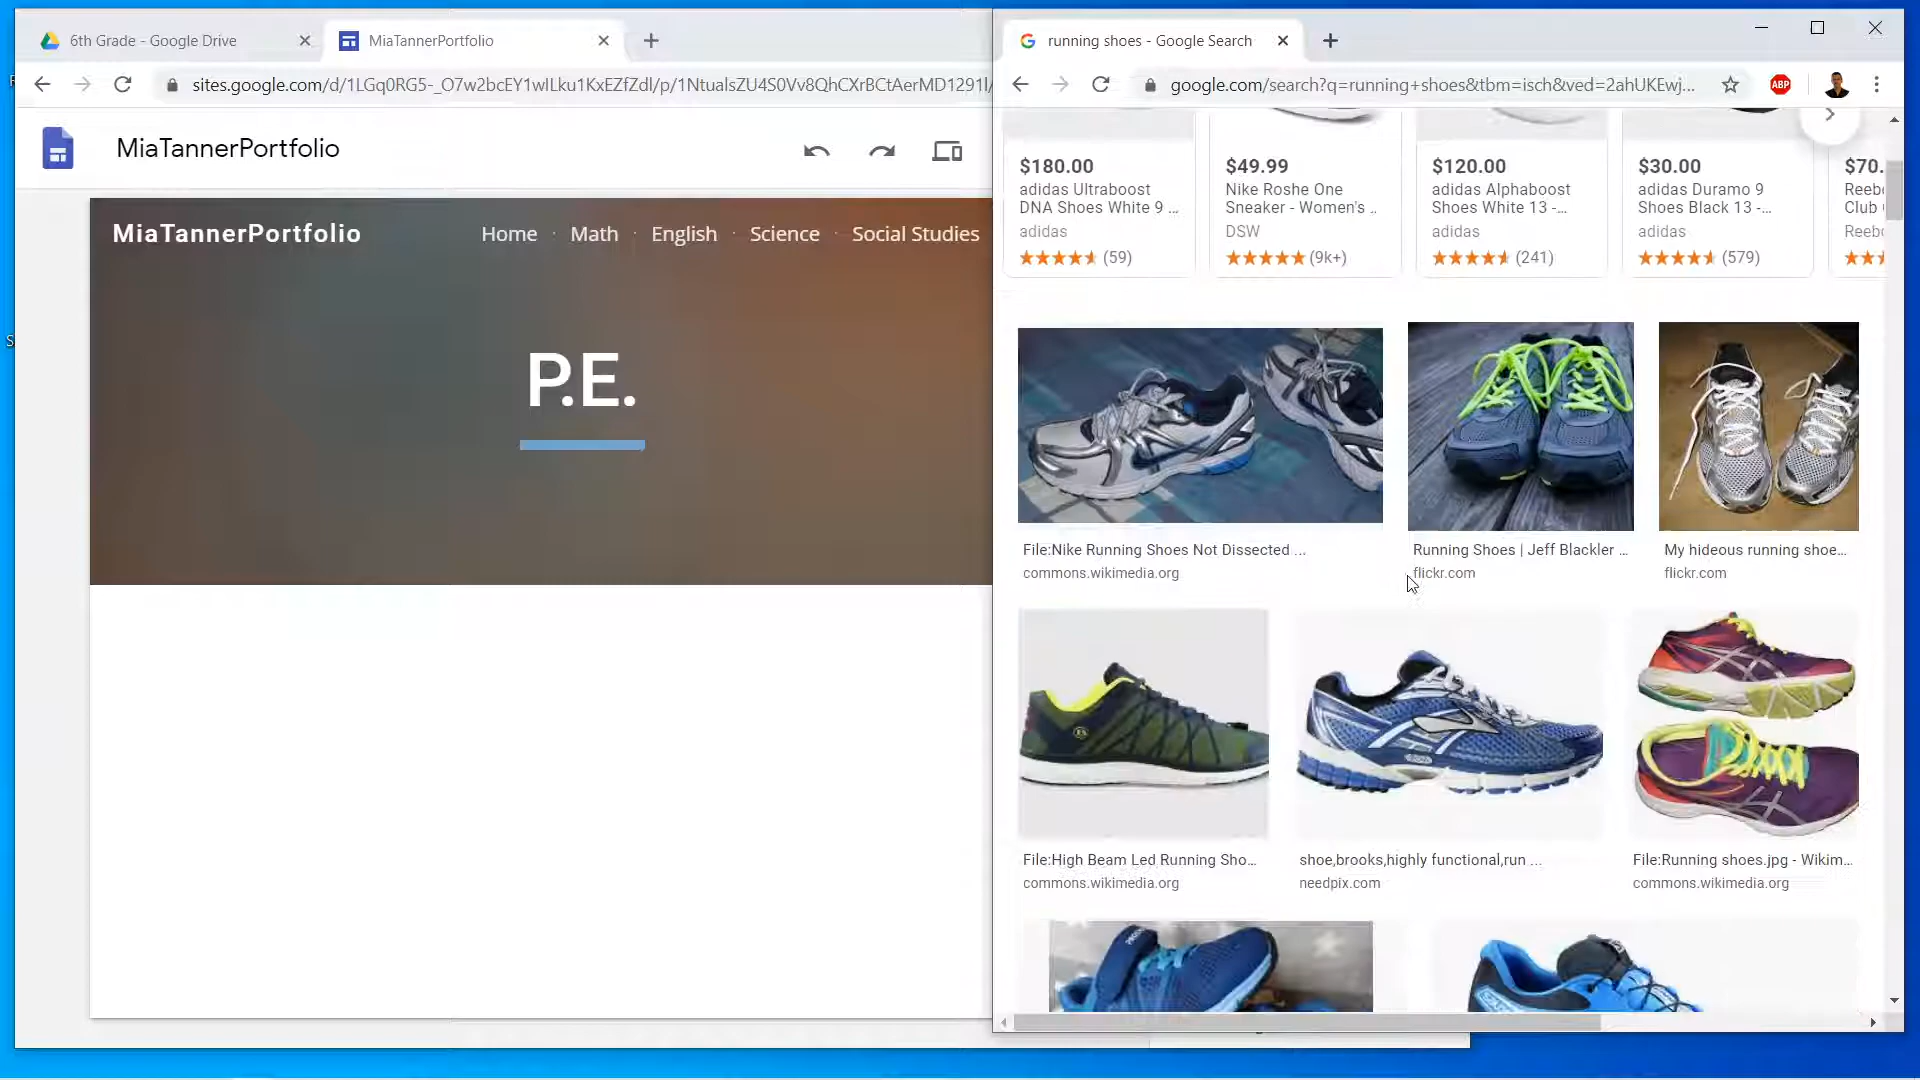 6th Grade - Google Drive
MiaTannerPortfolio
sites.google.com/d/1LGq0RG5-_O7w2bcEY1wILku1KxEZfZdl/p/1NtualsZU4S0Vv8QhCXrBCtAerMD1291l/
MiaTannerPortfolio
MiaTannerPortfolio
Home · Math · English · Science · Social Studies
P.E.
running shoes - Google Search
google.com/search?q=running+shoes&tbm=isch&ved=2ahUKEwj...
ABP
$180.00
adidas Ultraboost
DNA Shoes White 9 ...
adidas
(59)
$49.99
Nike Roshe One
Sneaker - Women's ..
DSW
(9k+)
$120.00
adidas Alphaboost
Shoes White 13 -...
adidas
(241)
$30.00
adidas Duramo 9
Shoes Black 13 -...
adidas
(579)
$70.
Reeb
Club
Reeb
File:Nike Running Shoes Not Dissected ...
commons.wikimedia.org
Running Shoes | Jeff Blackler ...
flickr.com
My hideous running shoe...
flickr.com
File:High Beam Led Running Sho...
commons.wikimedia.org
shoe,brooks,highly functional,run ...
needpix.com
File:Running shoes.jpg - Wikim...
commons.wikimedia.org